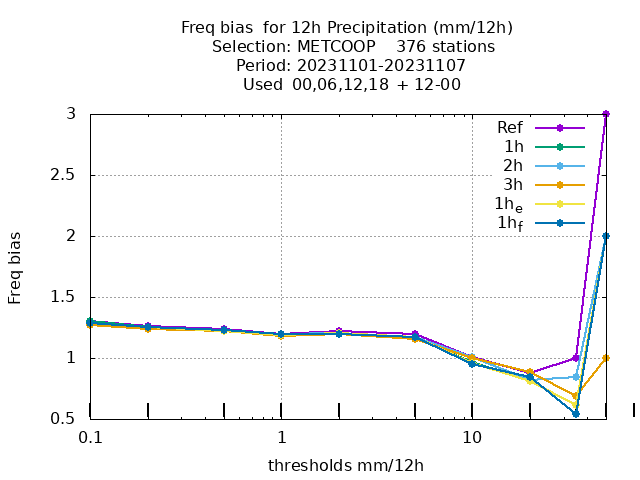 Freq bias  for 12h Precipitation (mm/12h)
Selection: METCOOP    376 stations
Period: 20231101-20231107
Used  00,06,12,18  + 12-00
Freq bias
3
2.5
2
1.5
1
0.5
Ref
1h
2h
3h
1he
1hf
0.1
1
10
thresholds mm/12h